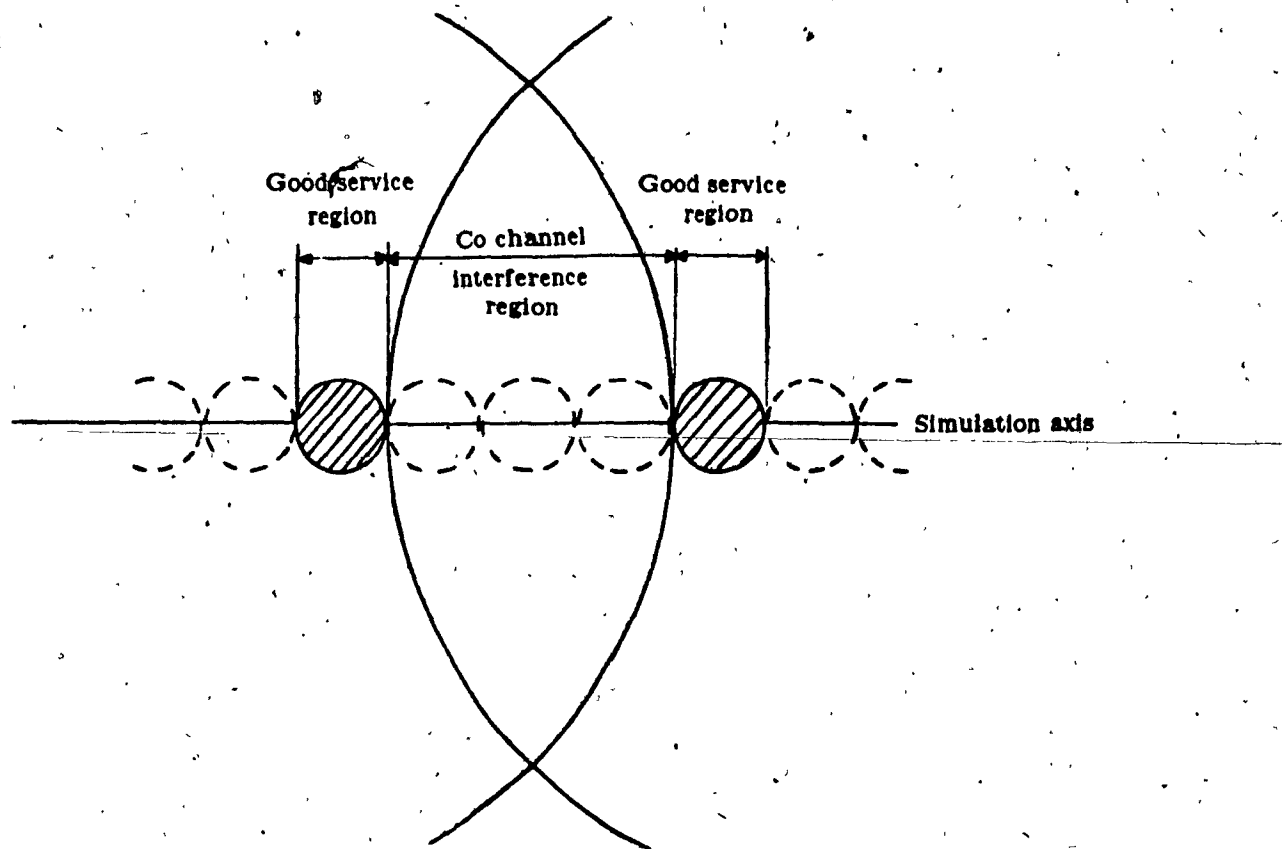 Good service
region
Good service
region
Co channel
interference
region
Simulation axis